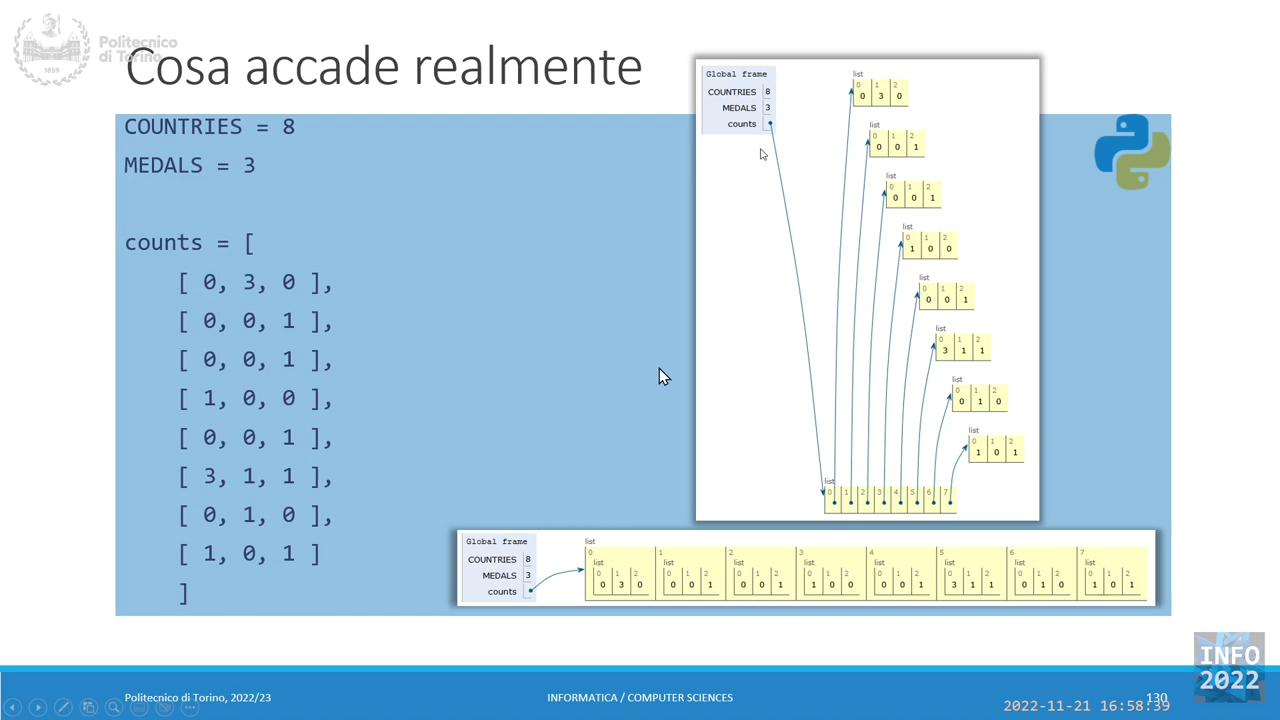 Politecnico
di Torino
1859
Cosa accade realmente
COUNTRIES = 8
MEDALS = 3
counts = [
[ 0, 3, 0 ],
[ 0, 0, 1 ],
[ 0, 0, 1 ],
[ 1, 0, 0 ],
[ 0, 0, 1 ],
[ 3, 1, 1 ],
[ 0, 1, 0 ],
[ 1, 0, 1 ]
]
Global frame
COUNTRIES 8
MEDALS 3
counts
list
0 1 2
0 3 0
list
0 1 2
0 0 1
list
0 1 2
0 0 1
list
0 1 2
1 0 0
list
0 1 2
0 0 1
list
0 1 2
3 1 1
list
0 1 2
0 1 0
list
0 1 2
1 0 1
list
0 1 2 3 4 5 6 7
Global frame
COUNTRIES 8
MEDALS 3
counts
list
0 1 2 3 4 5 6 7
list list list list list list list list
0 1 2 0 1 2 0 1 2 0 1 2 0 1 2 0 1 2 0 1 2 0 1 2
0 3 0 0 0 1 0 0 1 1 0 0 0 0 1 3 1 1 0 1 0 1 0 1
INFO
2022
Politecnico di Torino, 2022/23
INFORMATICA / COMPUTER SCIENCES
130
2022-11-21 16:58:39